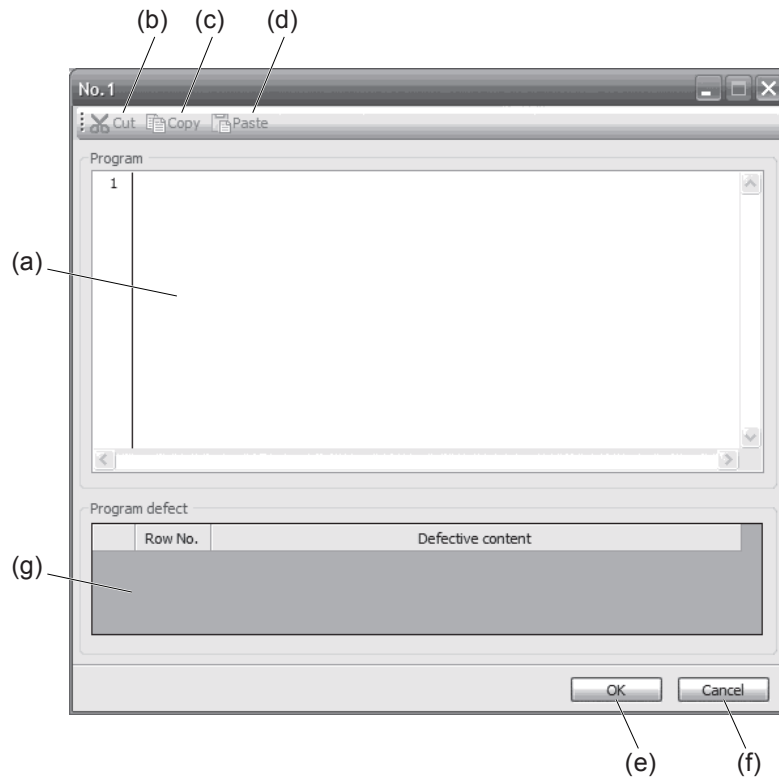 (b) (c) (d)
No.1
Cut Copy Paste
Program
1
(a)
Program defect
Row No. Defective content
(g)
OK Cancel
(e) (f)